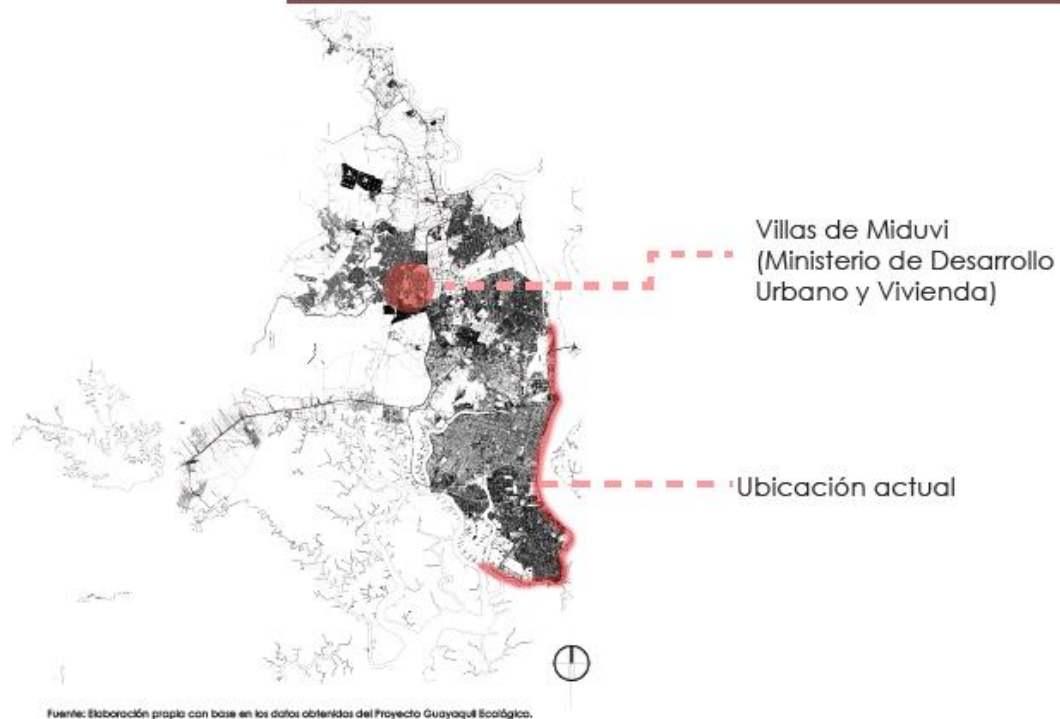 Villas de Miduvi
(Ministerio de Desarrollo
Urbano y Vivienda)
Ubicación actual
Fuente: Elaboración propia con base en los datos obtenidos del Proyecto Guayaquil Ecológico.